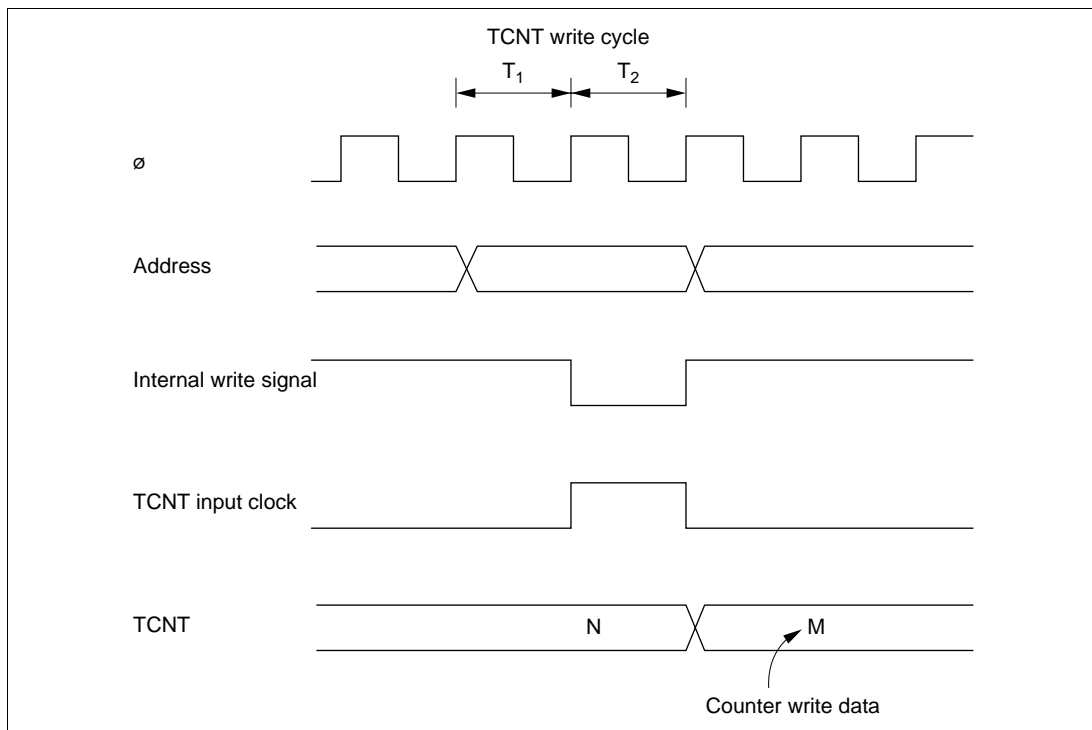 TCNT write cycle
T₁ T₂
ø
Address
Internal write signal
TCNT input clock
TCNT N M
Counter write data